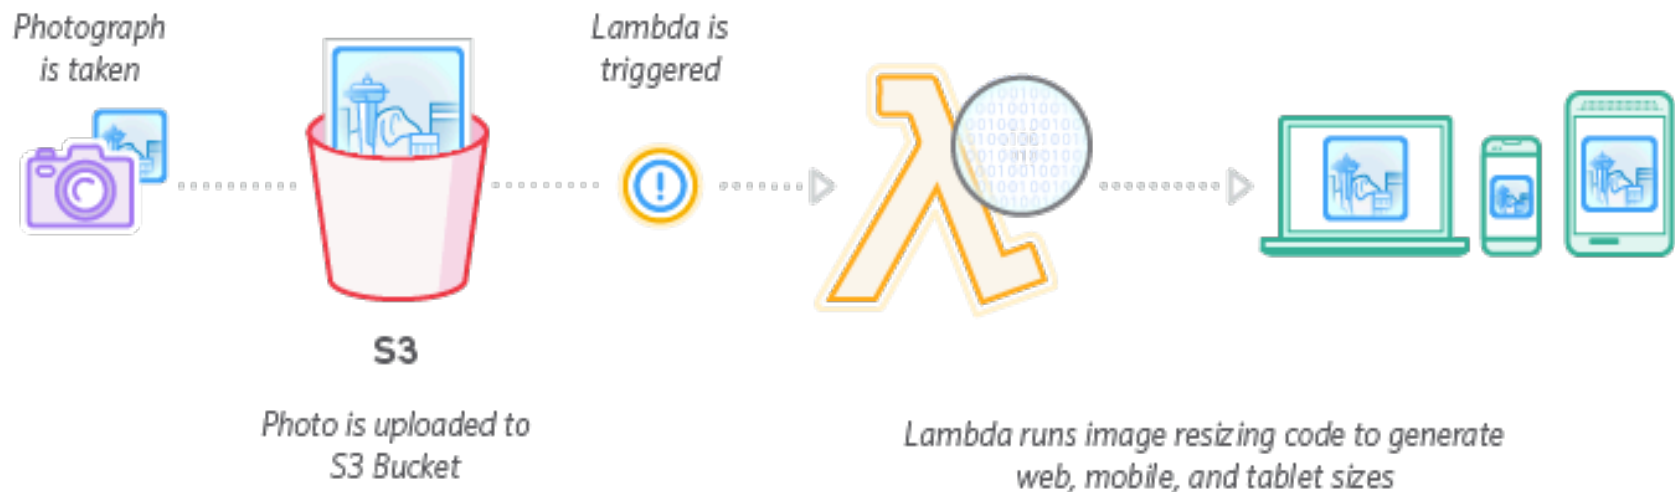 Photograph
is taken
Lambda is
triggered
S3
Photo is uploaded to
S3 Bucket
Lambda runs image resizing code to generate
web, mobile, and tablet sizes